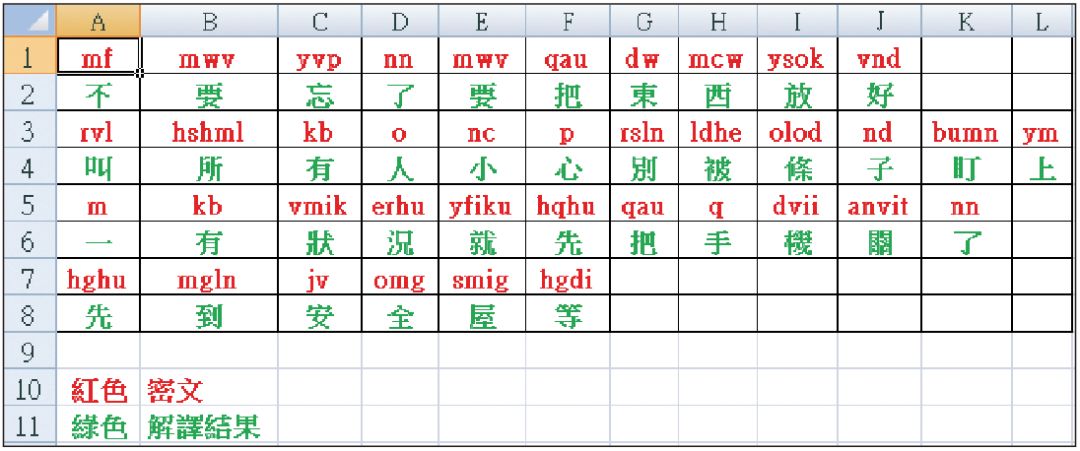 A B C D E F G H I J K L
1 mf mwv yvp nn mwv qau dw mcw ysok vnd
2 不 要 忘 了 要 把 東 西 放 好
3 rvl hshml kb o nc p rsln ldhe olod nd bumn ym
4 叫 所 有 人 小 心 別 被 條 子 盯 上
5 m kb vmik erhu yfiku hqhu qau q dvii anvit nn
6 一 有 狀 況 就 先 把 手 機 關 了
7 hghu mgln jv omg smig hgdi
8 先 到 安 全 屋 等
9
10 紅色 密文
11 綠色 解譯結果